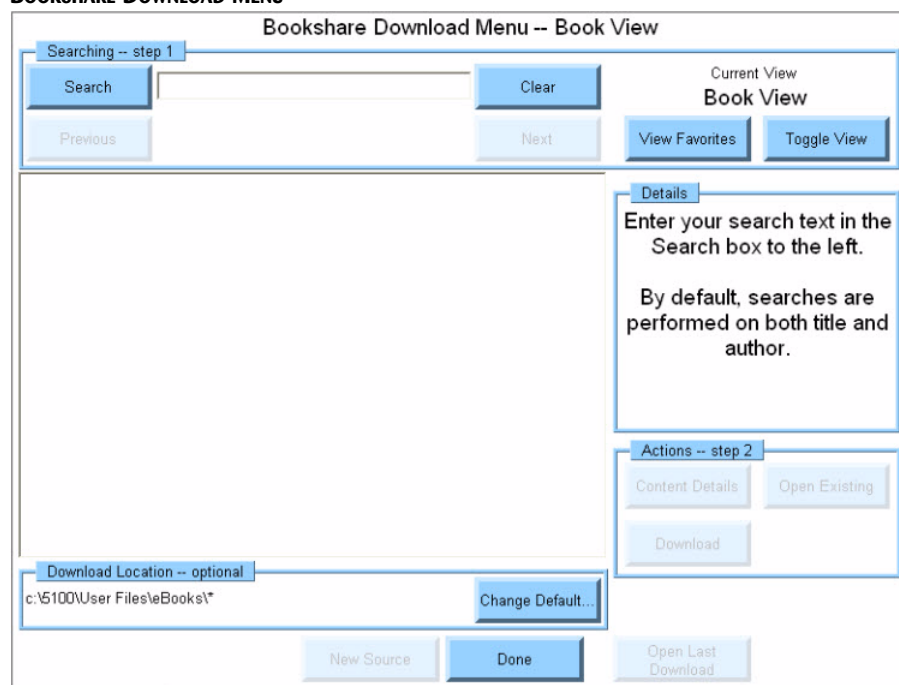 BOOKSHARE DOWNLOAD MENU
Bookshare Download Menu -- Book View
Searching -- step 1
Search
Clear
Current View
Book View
Previous
Next
View Favorites
Toggle View
Details
Enter your search text in the
Search box to the left.
By default, searches are
performed on both title and
author.
Actions -- step 2
Content Details
Open Existing
Download
Download Location -- optional
c:\5100\User Files\eBooks\*
Change Default...
New Source
Done
Open Last
Download